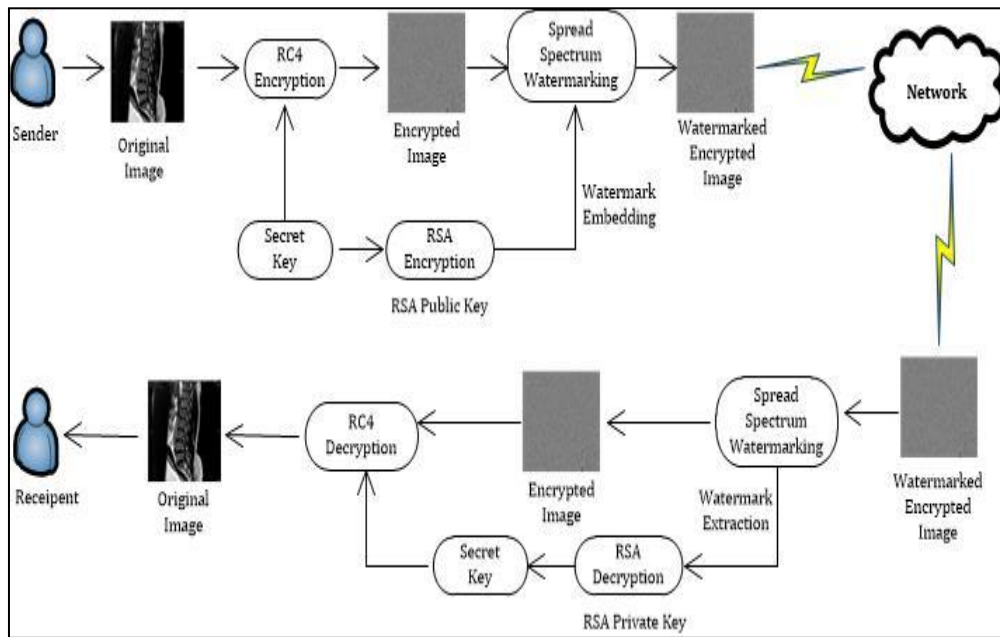 Sender
Original
Image
RC4
Encryption
Encrypted
Image
Spread
Spectrum
Watermarking
Watermarked
Encrypted
Image
Network
Secret
Key
RSA
Encryption
RSA Public Key
Watermark
Embedding
Receipent
Original
Image
RC4
Decryption
Encrypted
Image
Spread
Spectrum
Watermarking
Watermarked
Encrypted
Image
Watermark
Extraction
Secret
Key
RSA
Decryption
RSA Private Key